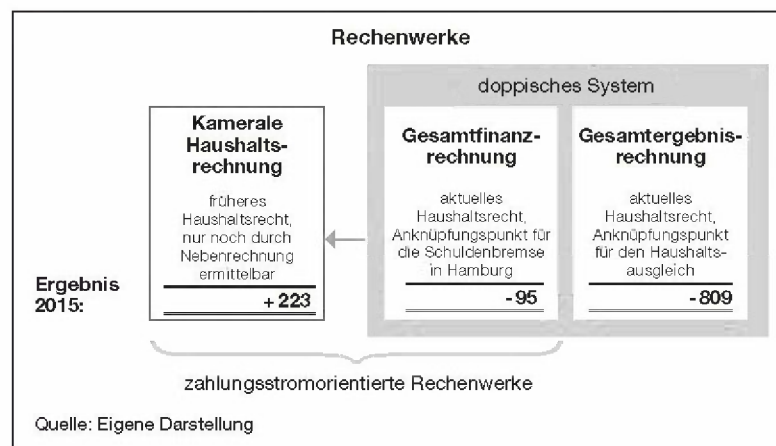 Rechenwerke
doppisches System
Kamerale
Haushalts-
rechnung
früheres
Haushaltsrecht,
nur noch durch
Nebenrechnung
ermittelbar
Gesamtfinanz-
rechnung
aktuelles
Haushaltsrecht,
Anknüpfungspunkt für
die Schuldenbremse
in Hamburg
Gesamtergebnis-
rechnung
aktuelles
Haushaltsrecht,
Anknüpfungspunkt
für den Haushalts-
ausgleich
Ergebnis
2015:
+ 223
- 95
- 809
zahlungsstromorientierte Rechenwerke
Quelle: Eigene Darstellung